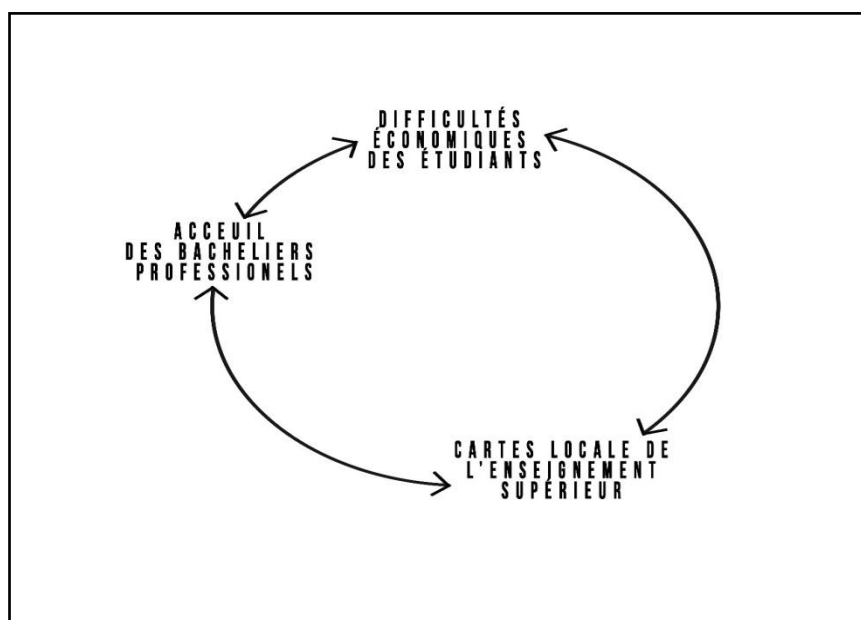 DIFFICULTÉS
ÉCONOMIQUES
DES ÉTUDIANTS
ACCEUIL
DES BACHELIERS
PROFESSIONELS
CARTES LOCALE DE
L'ENSEIGNEMENT
SUPÉRIEUR